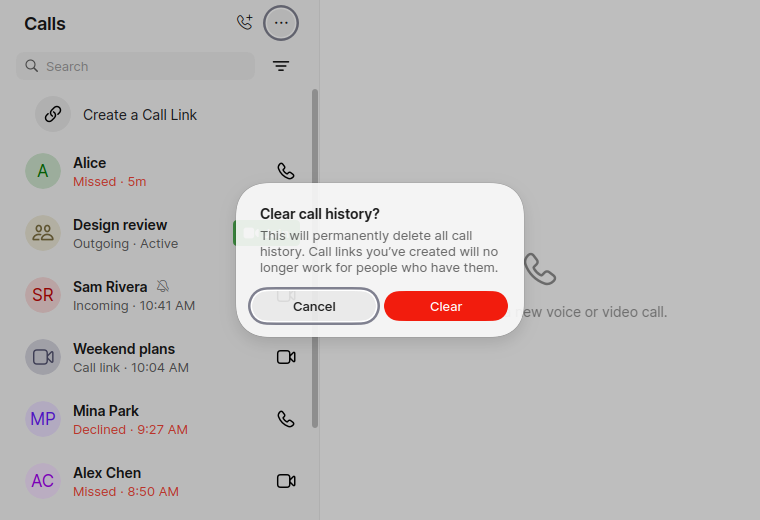 Calls
Search
Create a Call Link
A
Alice
Missed · 5m
Design review
Outgoing · Active
SR
Sam Rivera
Incoming · 10:41 AM
Weekend plans
Call link · 10:04 AM
MP
Mina Park
Declined · 9:27 AM
AC
Alex Chen
Missed · 8:50 AM
Clear call history?
This will permanently delete all call
history. Call links you've created will no
longer work for people who have them.
Cancel
Clear
voice or video call.